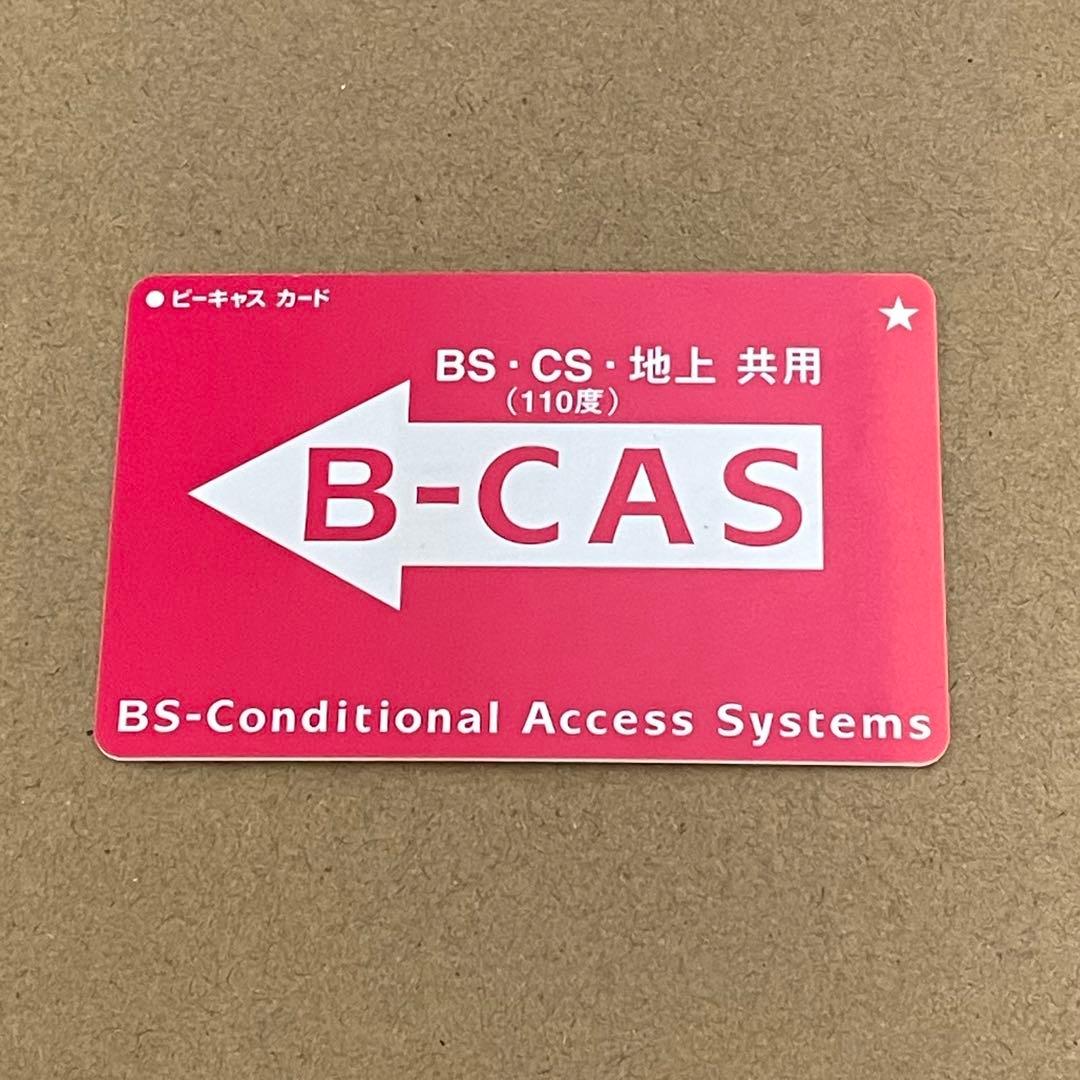 ●ビーキャス カード
★
BS・CS・地上 共用
(110度)
B-CAS
BS-Conditional Access Systems